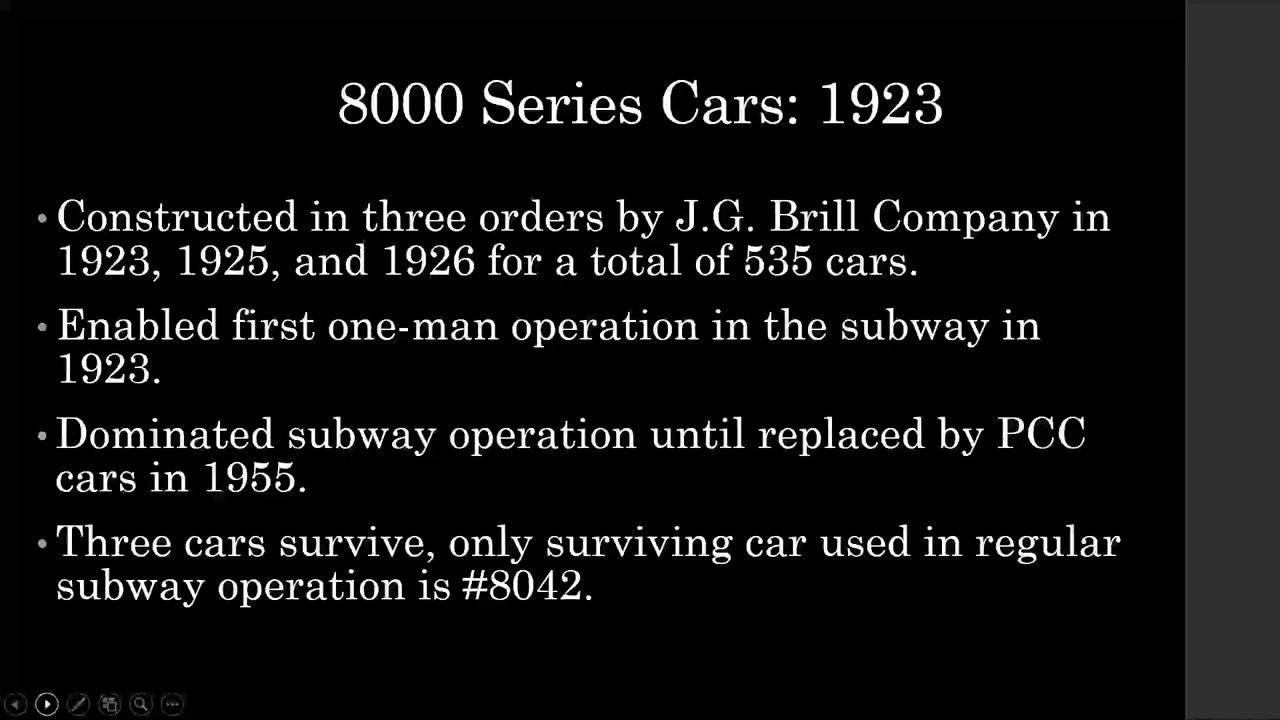 8000 Series Cars: 1923
• Constructed in three orders by J.G. Brill Company in
1923, 1925, and 1926 for a total of 535 cars.
• Enabled first one-man operation in the subway in
1923.
• Dominated subway operation until replaced by PCC
cars in 1955.
• Three cars survive, only surviving car used in regular
subway operation is #8042.